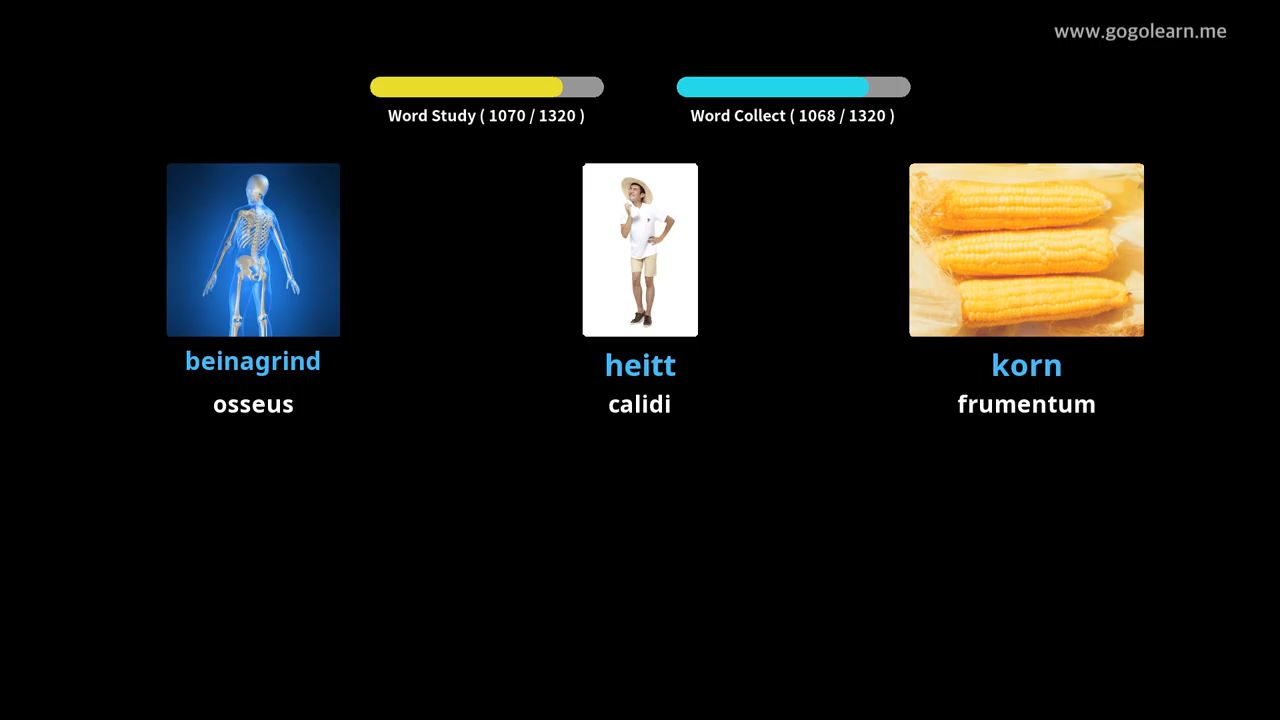 www.gogolearn.me
Word Study ( 1070 / 1320 )
Word Collect ( 1068 / 1320 )
beinagrind
heitt
korn
osseus
calidi
frumentum